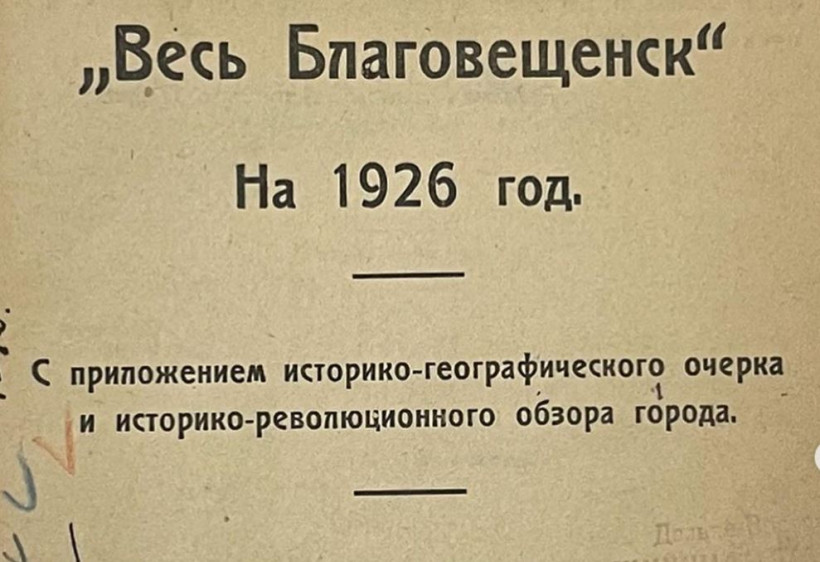 „Весь Благовещенск“
На 1926 год.
С приложением историко-географического очерка
и историко-революционного обзора города.